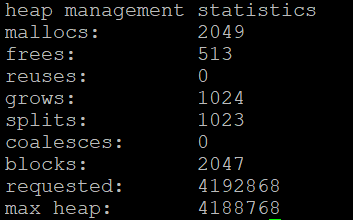 heap management statistics
mallocs: 2049
frees: 513
reuses: 0
grows: 1024
splits: 1023
coalesces: 0
blocks: 2047
requested: 4192868
max heap: 4188768